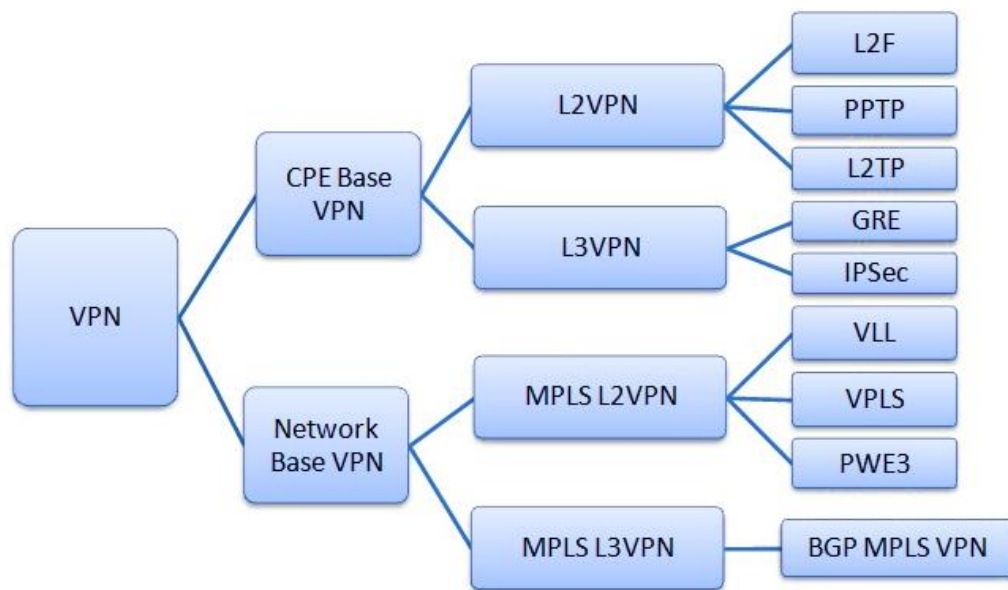 VPN
CPE Base
VPN
Network
Base VPN
L2VPN
L3VPN
MPLS L2VPN
MPLS L3VPN
L2F
PPTP
L2TP
GRE
IPSec
VLL
VPLS
PWE3
BGP MPLS VPN